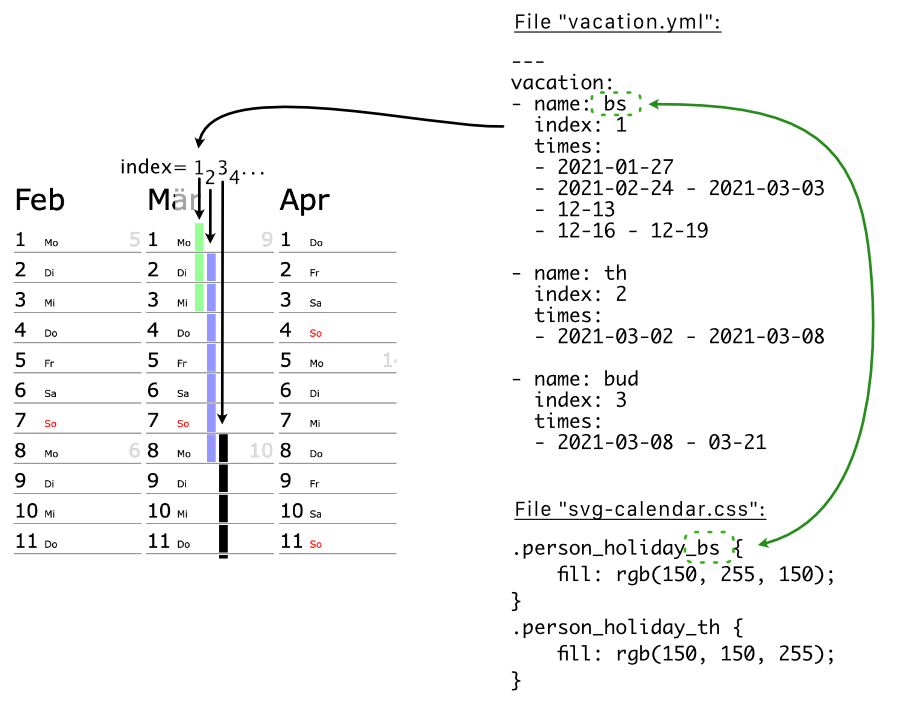 File "vacation.yml":
---
vacation:
- name: bs
index: 1
times:
- 2021-01-27
- 2021-02-24 - 2021-03-03
- 12-13
- 12-16 - 12-19
- name: th
index: 2
times:
- 2021-03-02 - 2021-03-08
- name: bud
index: 3
times:
- 2021-03-08 - 03-21
File "svg-calendar.css":
.person_holiday_bs {
fill: rgb(150, 255, 150);
}
.person_holiday_th {
fill: rgb(150, 150, 255);
}
index= 1 2 3 4 ...
Feb Mär Apr
1 Mo 5 1 Mo 9 1 Do
2 Di 2 Di 2 Fr
3 Mi 3 Mi 3 Sa
4 Do 4 Do 4 So
5 Fr 5 Fr 5 Mo
6 Sa 6 Sa 6 Di
7 So 7 So 7 Mi
8 Mo 6 8 Mo 10 8 Do
9 Di 9 Di 9 Fr
10 Mi 10 Mi 10 Sa
11 Do 11 Do 11 So